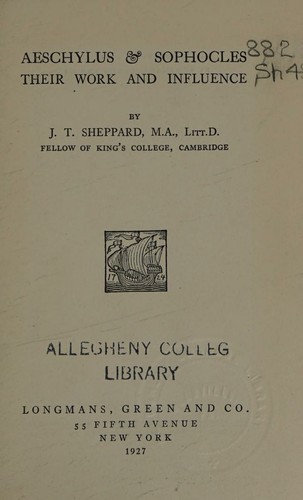 AESCHYLUS & SOPHOCLES
THEIR WORK AND INFLUENCE
882
BY
J. T. SHEPPARD, M.A., LITT.D.
FELLOW OF KING'S COLLEGE, CAMBRIDGE
ALLEGHENY COLLEG
LIBRARY
LONGMANS, GREEN AND CO.
55 FIFTH AVENUE
NEW YORK
1927